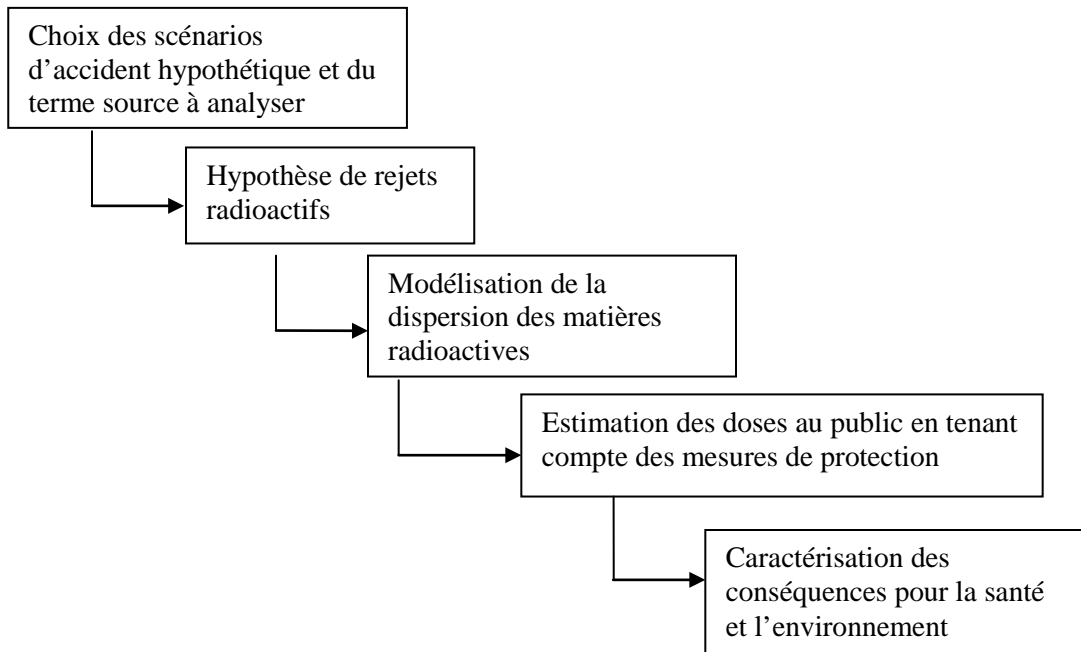 Choix des scénarios
d’accident hypothétique et du
terme source à analyser
Hypothèse de rejets
radioactifs
Modélisation de la
dispersion des matières
radioactives
Estimation des doses au public en tenant
compte des mesures de protection
Caractérisation des
conséquences pour la santé
et l’environnement